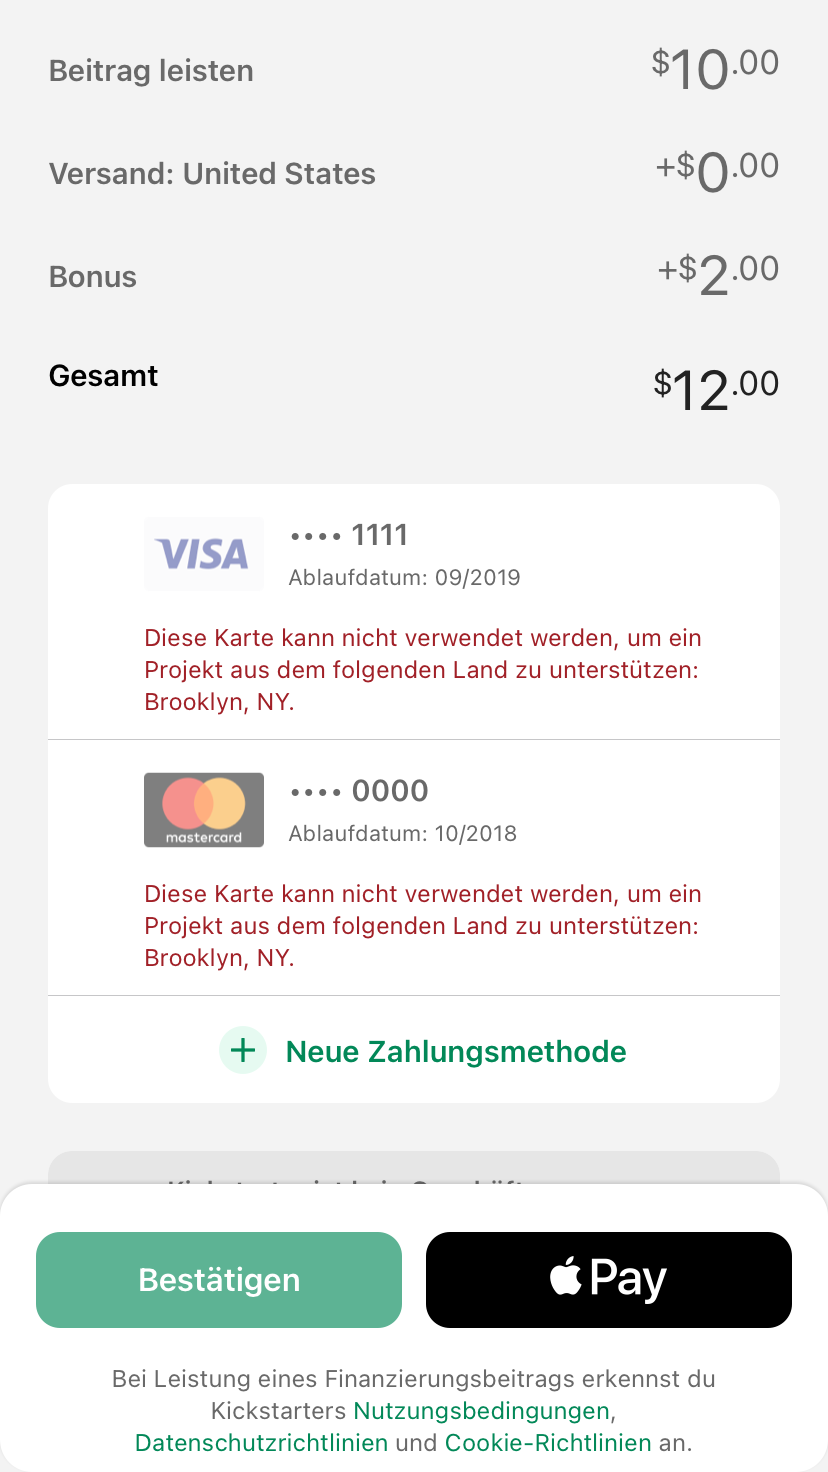 Beitrag leisten $10.00
Versand: United States +$0.00
Bonus +$2.00
Gesamt $12.00
VISA •••• 1111
Ablaufdatum: 09/2019
Diese Karte kann nicht verwendet werden, um ein
Projekt aus dem folgenden Land zu unterstützen:
Brooklyn, NY.
mastercard •••• 0000
Ablaufdatum: 10/2018
Diese Karte kann nicht verwendet werden, um ein
Projekt aus dem folgenden Land zu unterstützen:
Brooklyn, NY.
+ Neue Zahlungsmethode
Bestätigen Pay
Bei Leistung eines Finanzierungsbeitrags erkennst du
Kickstarters Nutzungsbedingungen,
Datenschutzrichtlinien und Cookie-Richtlinien an.